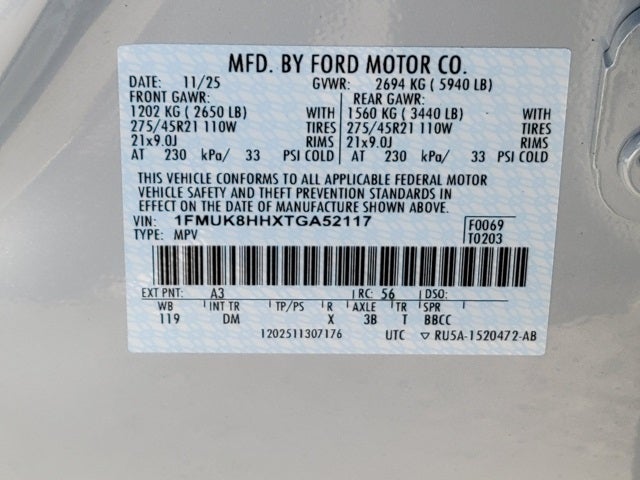 MFD. BY FORD MOTOR CO.
DATE: 11/25 GVWR: 2694 KG ( 5940 LB)
FRONT GAWR: REAR GAWR:
1202 KG ( 2650 LB) WITH 1560 KG ( 3440 LB) WITH
275/45R21 110W TIRES 275/45R21 110W TIRES
21x9.0J RIMS 21x9.0J RIMS
AT 230 kPa/ 33 PSI COLD AT 230 kPa/ 33 PSI COLD
THIS VEHICLE CONFORMS TO ALL APPLICABLE FEDERAL MOTOR
VEHICLE SAFETY AND THEFT PREVENTION STANDARDS IN
EFFECT ON THE DATE OF MANUFACTURE SHOWN ABOVE.
VIN: 1FMUK8HHXTGA52117 F0069
TYPE: MPV T0203
EXT PNT: A3 RC: 56 DSO:
WB INT TR TP/PS R AXLE TR SPR
119 DM X 3B T BBCC
1202511307176 UTC ▽ RU5A-1520472-AB